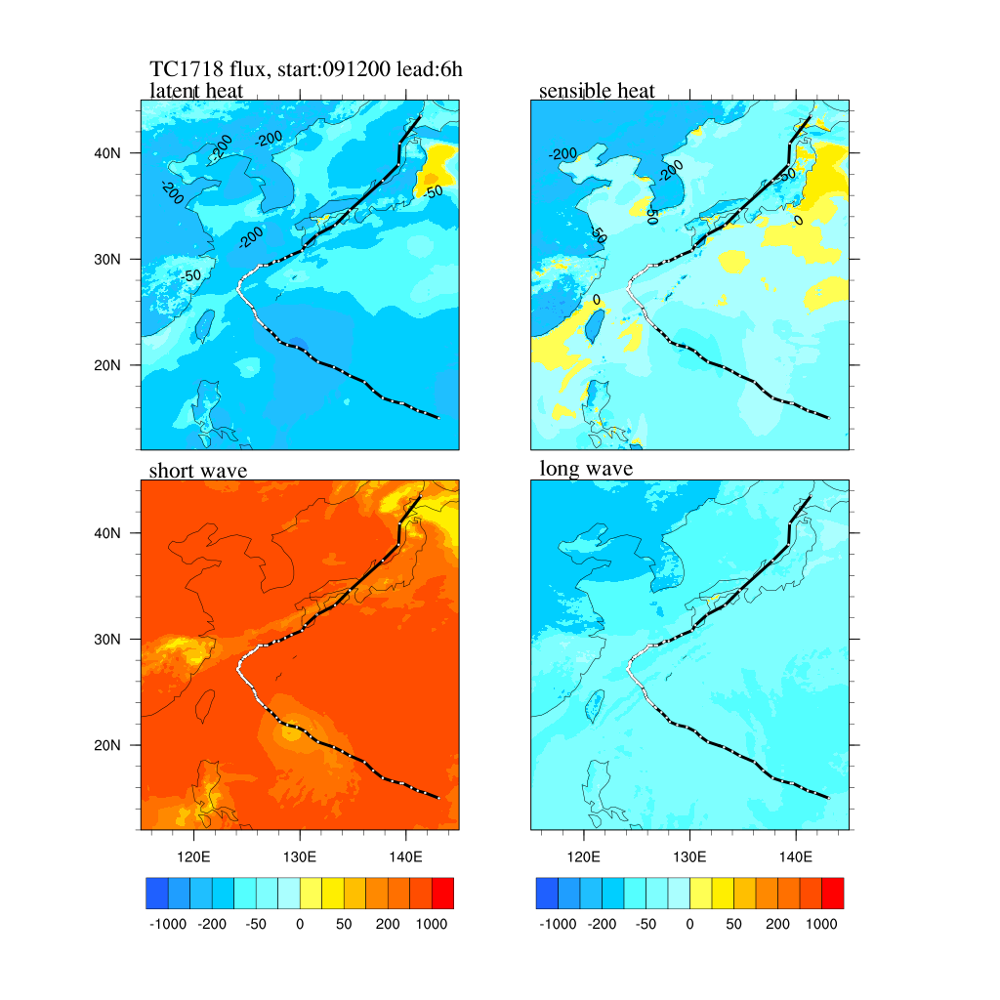 TC1718 flux, start:091200 lead:6h
latent heat
sensible heat
-200
-200
-200
-200
-50
-50
-200
-200
-50
50
50
0
0
40N
30N
20N
short wave
long wave
40N
30N
20N
120E 130E 140E
120E 130E 140E
-1000 -200 -50 0 50 200 1000
-1000 -200 -50 0 50 200 1000